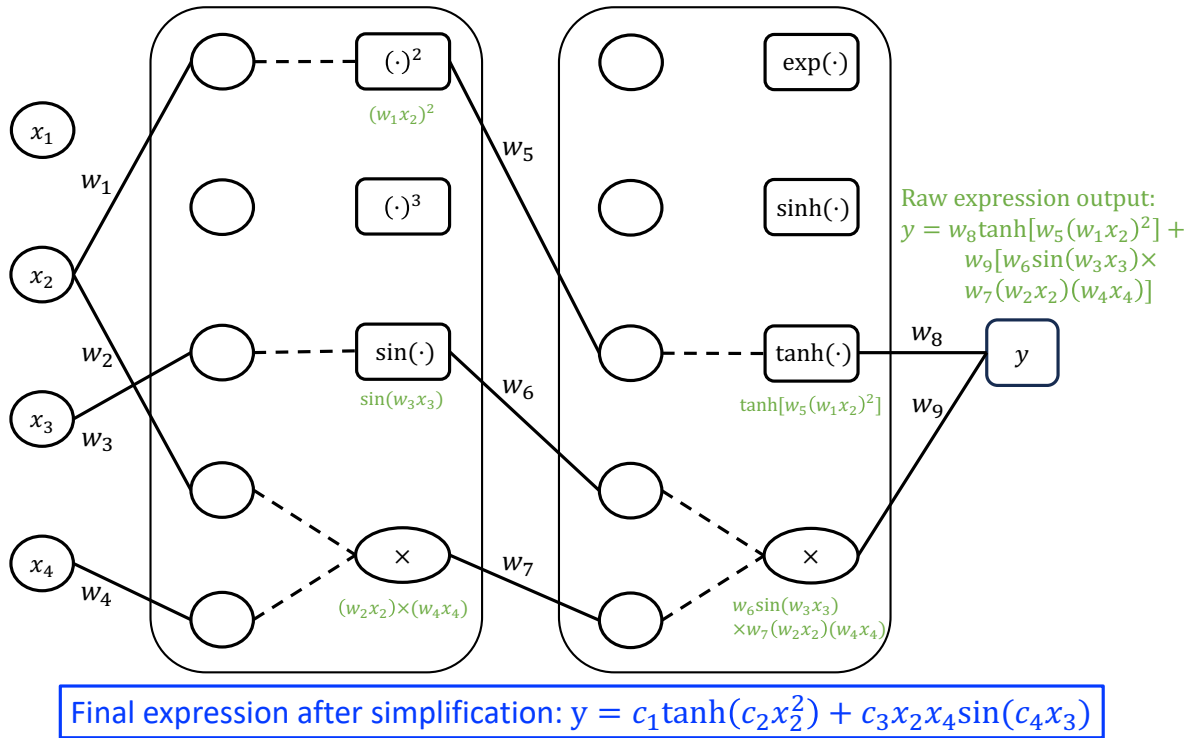 x₁
x₂
x₃
x₄
w₁
w₂
w₃
w₄
(·)²
(w₁x₂)²
(·)³
sin(·)
sin(w₃x₃)
×
(w₂x₂)×(w₄x₄)
w₅
w₆
w₇
exp(·)
sinh(·)
tanh(·)
tanh[w₅(w₁x₂)²]
×
w₆sin(w₃x₃)
×w₇(w₂x₂)(w₄x₄)
w₈
w₉
Raw expression output:
y = w₈tanh[w₅(w₁x₂)²] +
w₉[w₆sin(w₃x₃)×
w₇(w₂x₂)(w₄x₄)]
y
Final expression after simplification: y = c₁tanh(c₂x₂²) + c₃x₂x₄sin(c₄x₃)